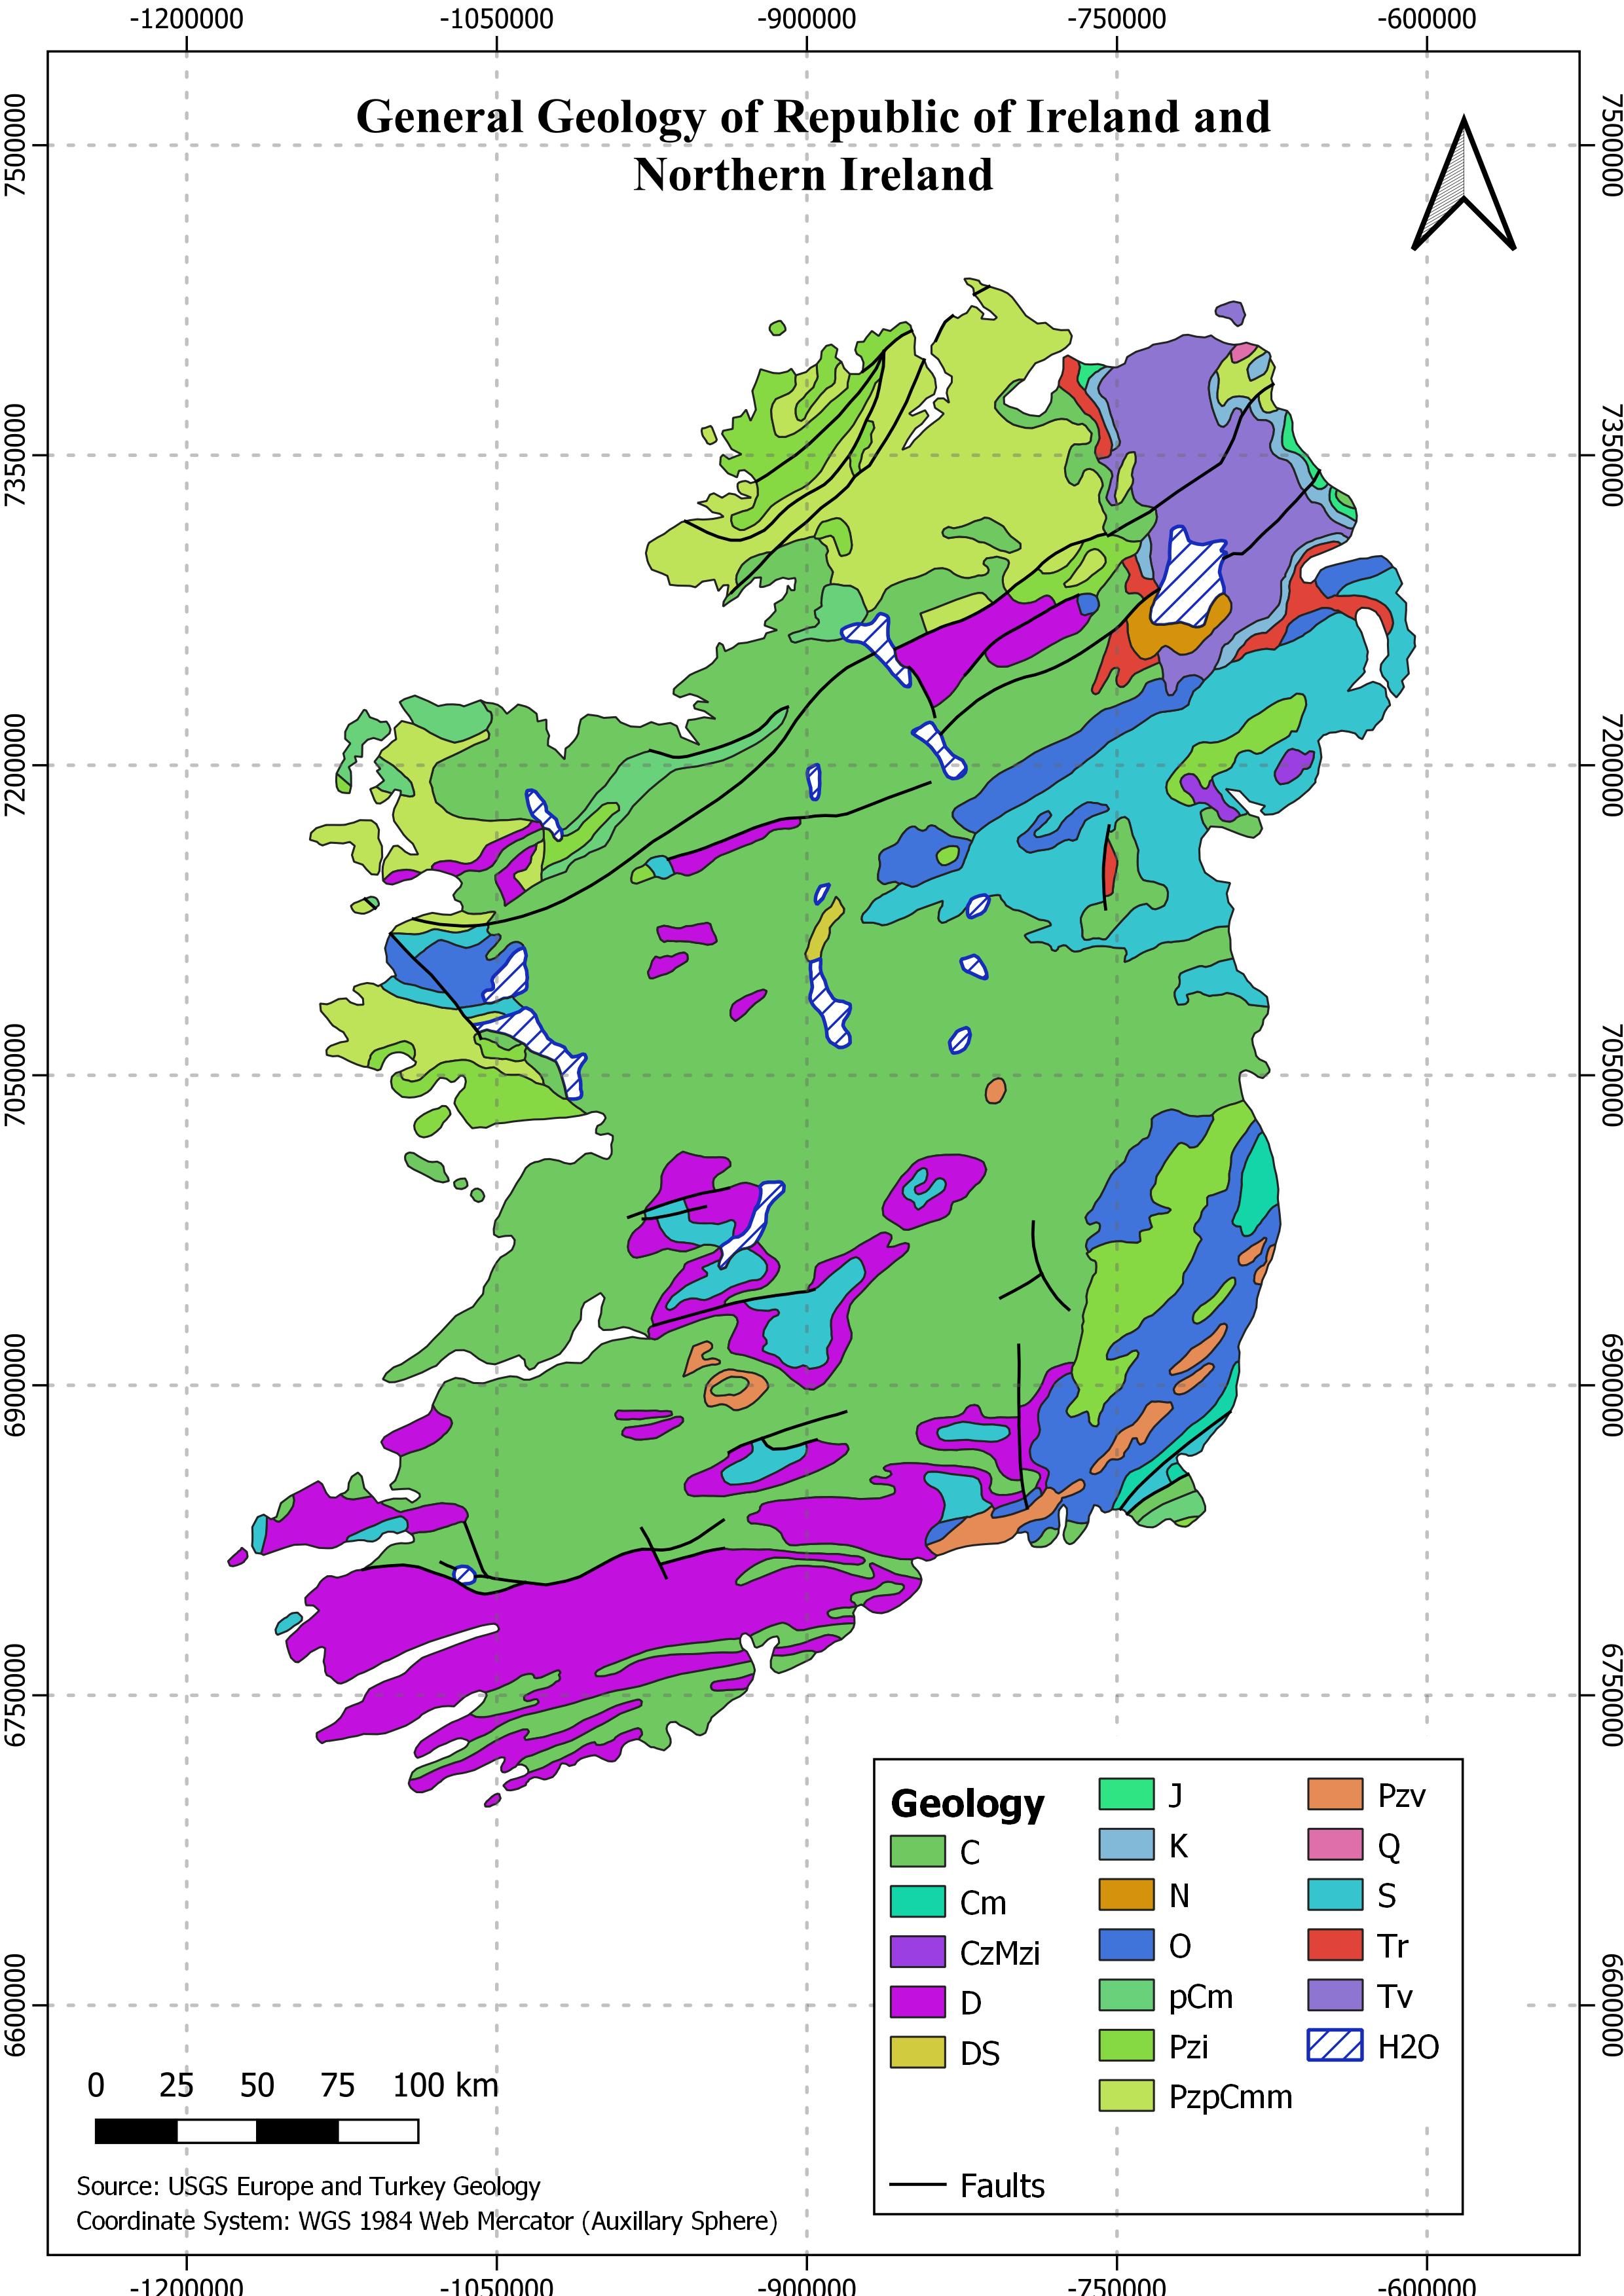 -1200000 -1050000 -900000 -750000 -600000
General Geology of Republic of Ireland and
Northern Ireland
7500000 7500000
7350000 7350000
7200000 7200000
7050000 7050000
6900000 6900000
6750000 6750000
6600000 6600000
Geology
C
Cm
CzMzi
D
DS
J
K
N
O
pCm
Pzi
PzpCmm
Pzv
Q
S
Tr
Tv
H2O
Faults
0 25 50 75 100 km
Source: USGS Europe and Turkey Geology
Coordinate System: WGS 1984 Web Mercator (Auxillary Sphere)
-1200000 -1050000 -900000 -750000 -600000